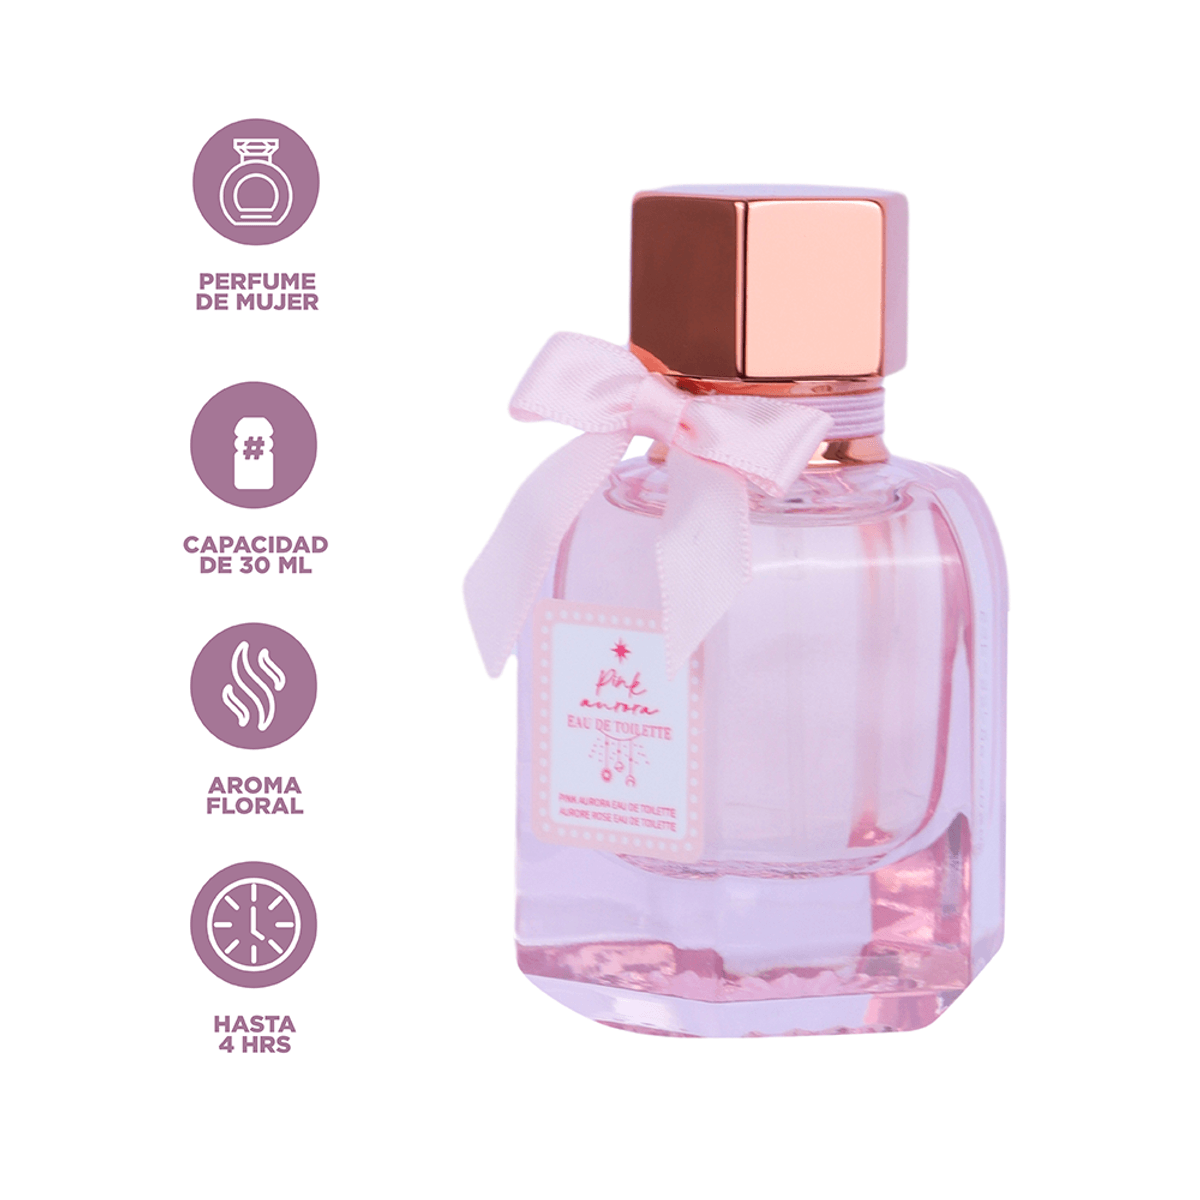 PERFUME
DE MUJER
#
CAPACIDAD
DE 30 ML
AROMA
FLORAL
HASTA
4 HRS
Pink
aurora
EAU DE TOILETTE
PINK AURORA EAU DE TOILETTE
AURORE ROSE EAU DE TOILETTE